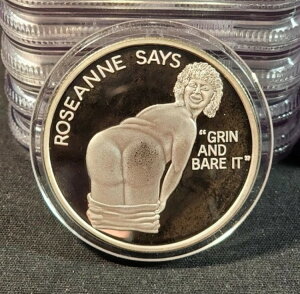 ROSEANNE SAYS
"GRIN
AND
BARE IT"